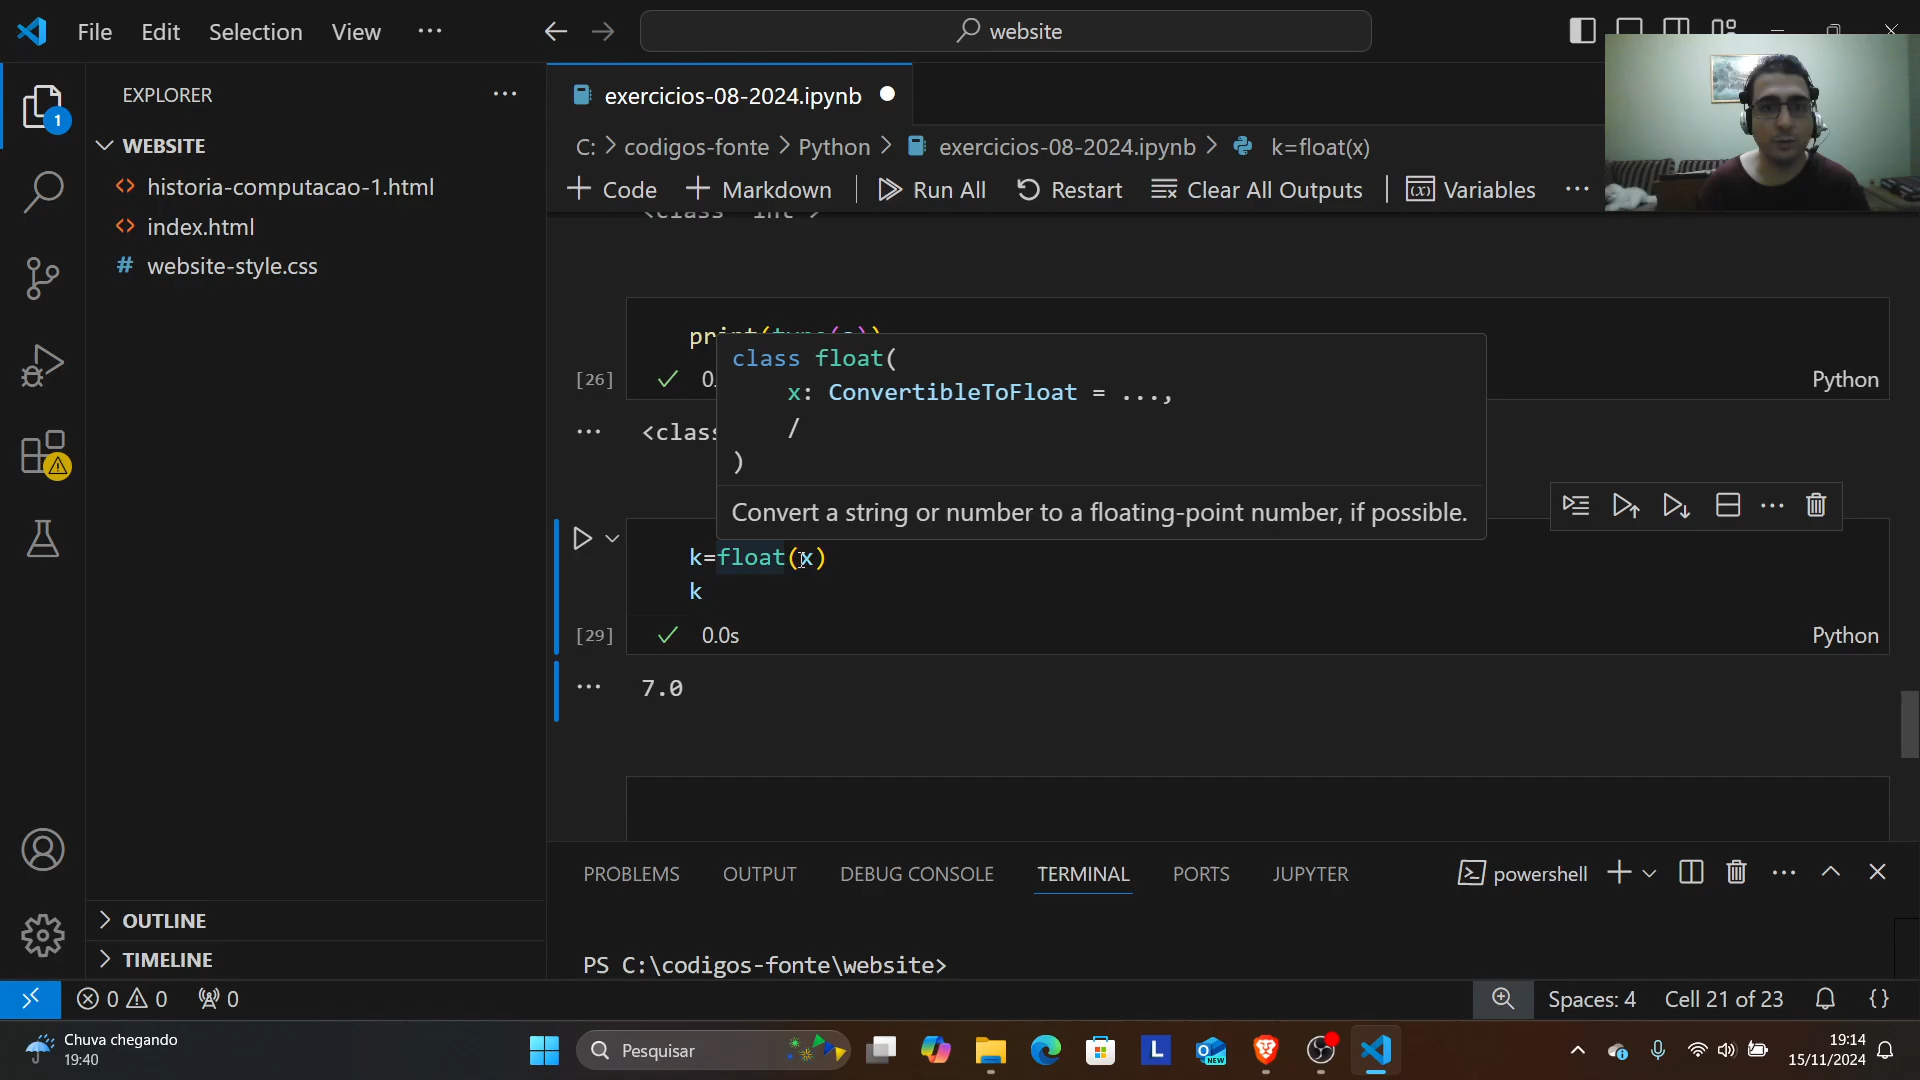 File Edit Selection View ···
website
EXPLORER
WEBSITE
historia-computacao-1.html
index.html
website-style.css
OUTLINE
TIMELINE
exercicios-08-2024.ipynb
C: > codigos-fonte > Python > exercicios-08-2024.ipynb > k=float(x)
+ Code + Markdown Run All Restart Clear All Outputs Variables ···
[26]
Python
<class
class float(
x: ConvertibleToFloat = ...,
/
)
Convert a string or number to a floating-point number, if possible.
k=float(x)
k
[29] 0.0s Python
7.0
PROBLEMS OUTPUT DEBUG CONSOLE TERMINAL PORTS JUPYTER powershell
PS C:\codigos-fonte\website>
0 0 0
Spaces: 4 Cell 21 of 23 {}
Chuva chegando
19:40
Pesquisar
19:14
15/11/2024